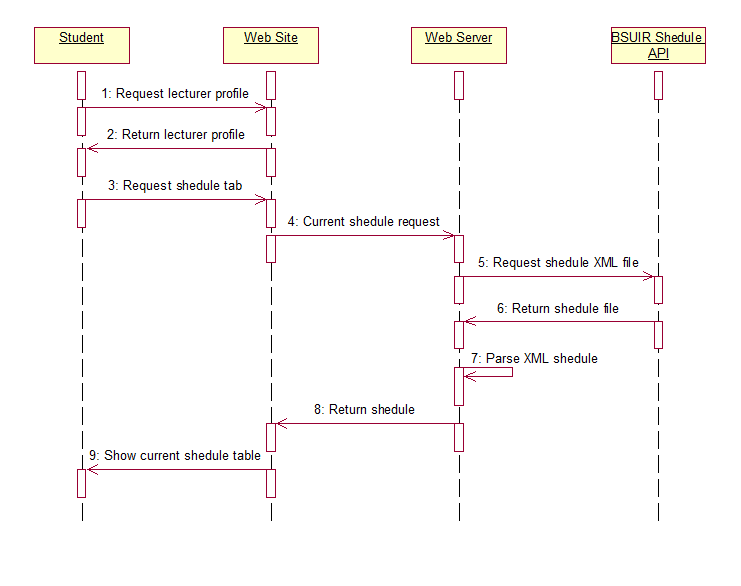 Student
Web Site
Web Server
BSUIR Shedule
API
1: Request lecturer profile
2: Return lecturer profile
3: Request shedule tab
4: Current shedule request
5: Request shedule XML file
6: Return shedule file
7: Parse XML shedule
8: Return shedule
9: Show current shedule table